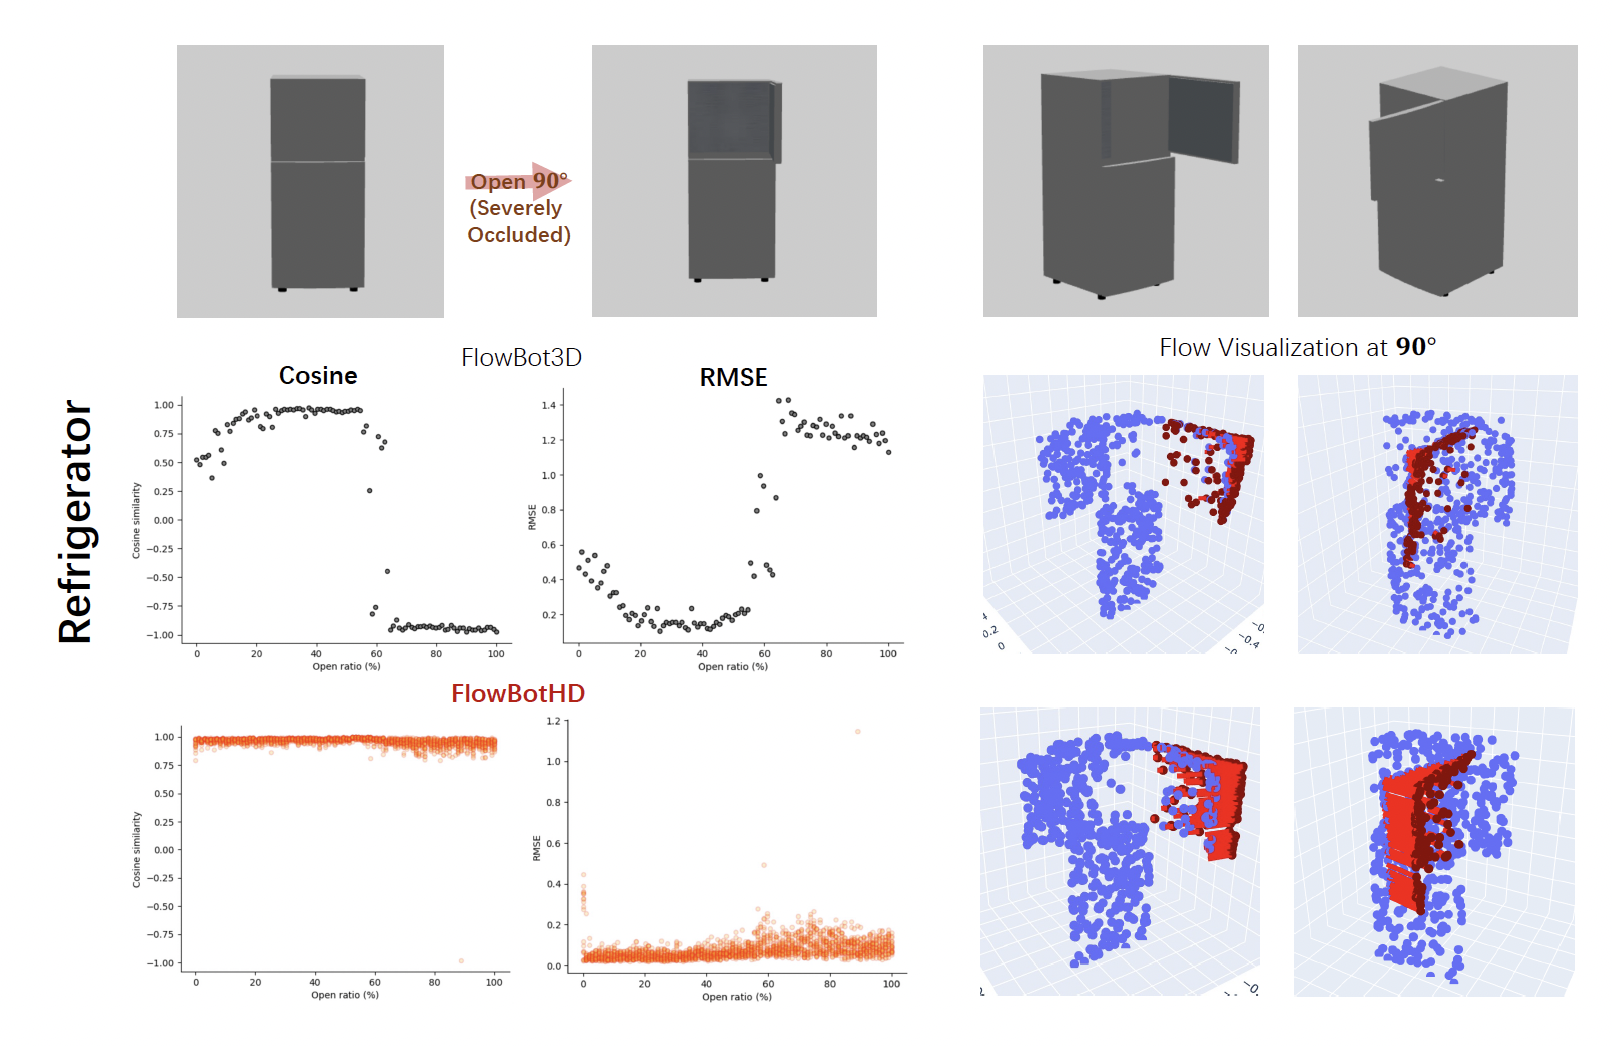 Open 90°
(Severely
Occluded)
FlowBot3D
Flow Visualization at 90°
Refrigerator
Cosine
RMSE
Cosine similarity
1.00
0.75
0.50
0.25
0.00
−0.25
−0.50
−0.75
−1.00
0 20 40 60 80 100
Open ratio (%)
RMSE
1.4
1.2
1.0
0.8
0.6
0.4
0.2
0 20 40 60 80 100
Open ratio (%)
0.2
0
−0.4
FlowBotHD
Cosine similarity
1.00
0.75
0.50
0.25
0.00
−0.25
−0.50
−0.75
−1.00
0 20 40 60 80 100
Open ratio (%)
RMSE
1.2
1.0
0.8
0.6
0.4
0.2
0.0
0 20 40 60 80 100
Open ratio (%)